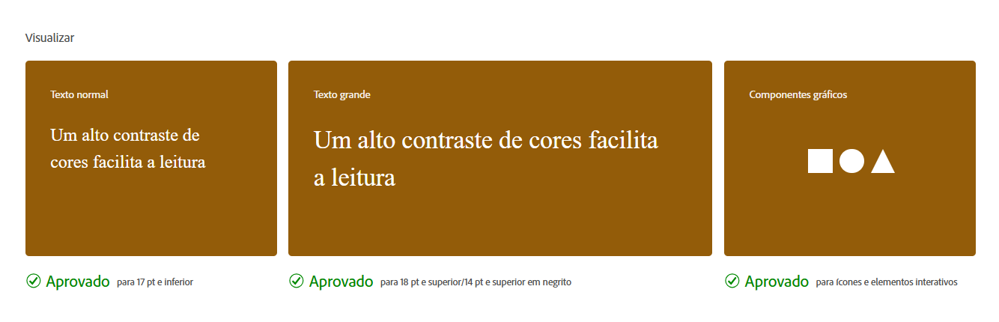 Visualizar
Texto normal
Um alto contraste de
cores facilita a leitura
Aprovado para 17 pt e inferior
Texto grande
Um alto contraste de cores facilita
a leitura
Aprovado para 18 pt e superior/14 pt e superior em negrito
Componentes gráficos
Aprovado para ícones e elementos interativos